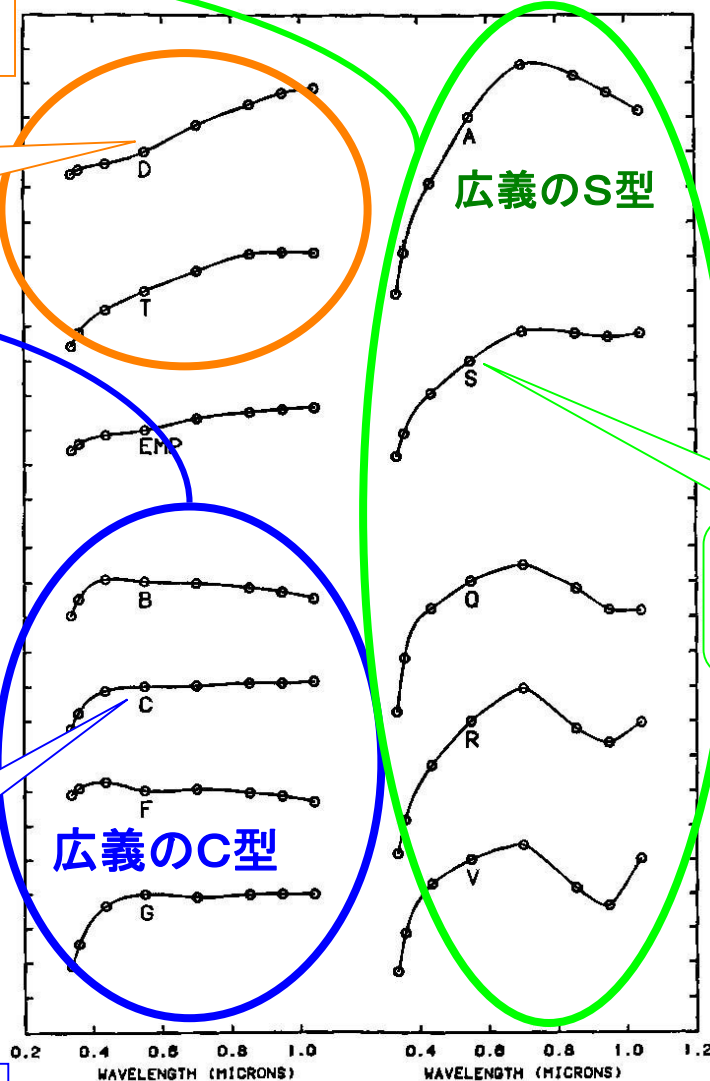 D
T
EMP
B
C
F
広義のC型
G
0.2 0.4 0.6 0.8 1.0
WAVELENGTH (MICRONS)
A
広義のS型
S
Q
R
V
0.4 0.6 0.8 1.0 1.2
WAVELENGTH (MICRONS)